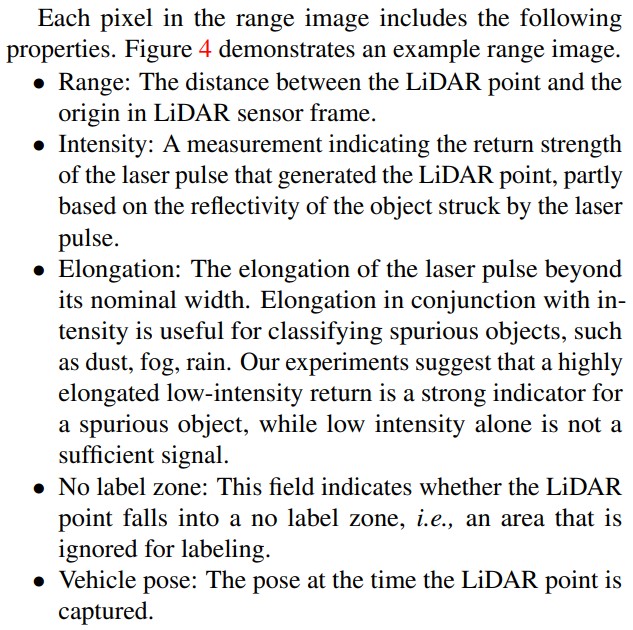 Each pixel in the range image includes the following
properties. Figure 4 demonstrates an example range image.
• Range: The distance between the LiDAR point and the
origin in LiDAR sensor frame.
• Intensity: A measurement indicating the return strength
of the laser pulse that generated the LiDAR point, partly
based on the reflectivity of the object struck by the laser
pulse.
• Elongation: The elongation of the laser pulse beyond
its nominal width. Elongation in conjunction with in-
tensity is useful for classifying spurious objects, such
as dust, fog, rain. Our experiments suggest that a highly
elongated low-intensity return is a strong indicator for
a spurious object, while low intensity alone is not a
sufficient signal.
• No label zone: This field indicates whether the LiDAR
point falls into a no label zone, i.e., an area that is
ignored for labeling.
• Vehicle pose: The pose at the time the LiDAR point is
captured.